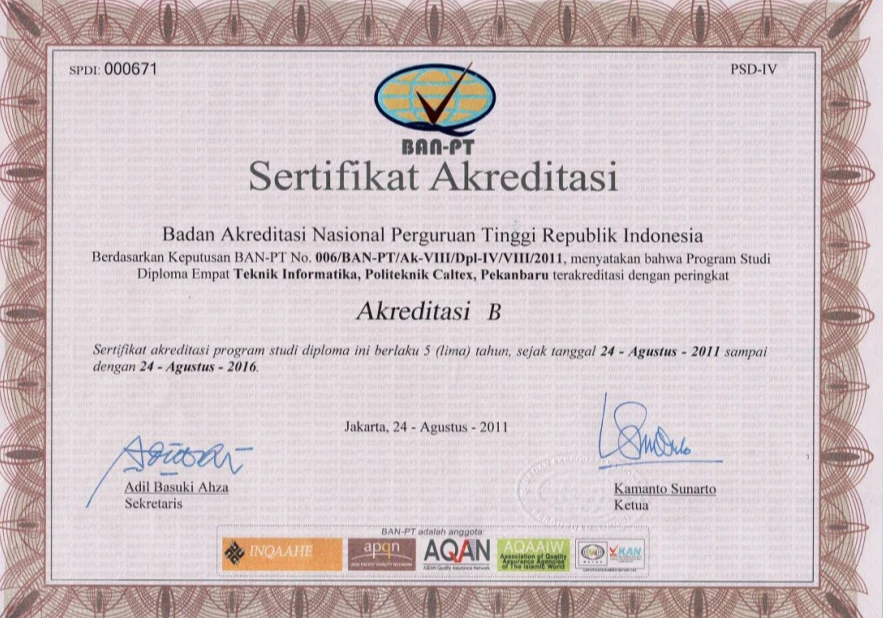 SPDI: 000671
PSD-IV
BAN-PT
Sertifikat Akreditasi
Badan Akreditasi Nasional Perguruan Tinggi Republik Indonesia
Berdasarkan Keputusan BAN-PT No. 006/BAN-PT/Ak-VIII/Dpl-IV/VIII/2011, menyatakan bahwa Program Studi
Diploma Empat Teknik Informatika, Politeknik Caltex, Pekanbaru terakreditasi dengan peringkat
Akreditasi B
Sertifikat akreditasi program studi diploma ini berlaku 5 (lima) tahun, sejak tanggal 24 - Agustus - 2011 sampai
dengan 24 - Agustus - 2016.
Jakarta, 24 - Agustus - 2011
Adil Basuki Ahza
Sekretaris
Kamanto Sunarto
Ketua
BAN-PT adalah anggota:
INQAAHE
apqn
AQAN
ASEAN Quality Assurance Network
AQAAIW
Association of Quality
Assurance Agencies
of The Islamic World
KAN